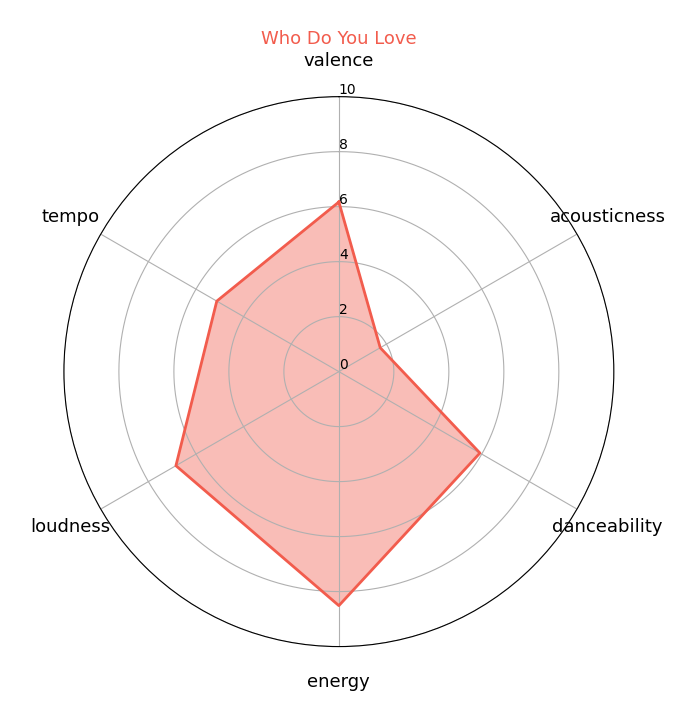 Who Do You Love
valence
10
8
tempo
acousticness
6
4
2
0
loudness
danceability
energy